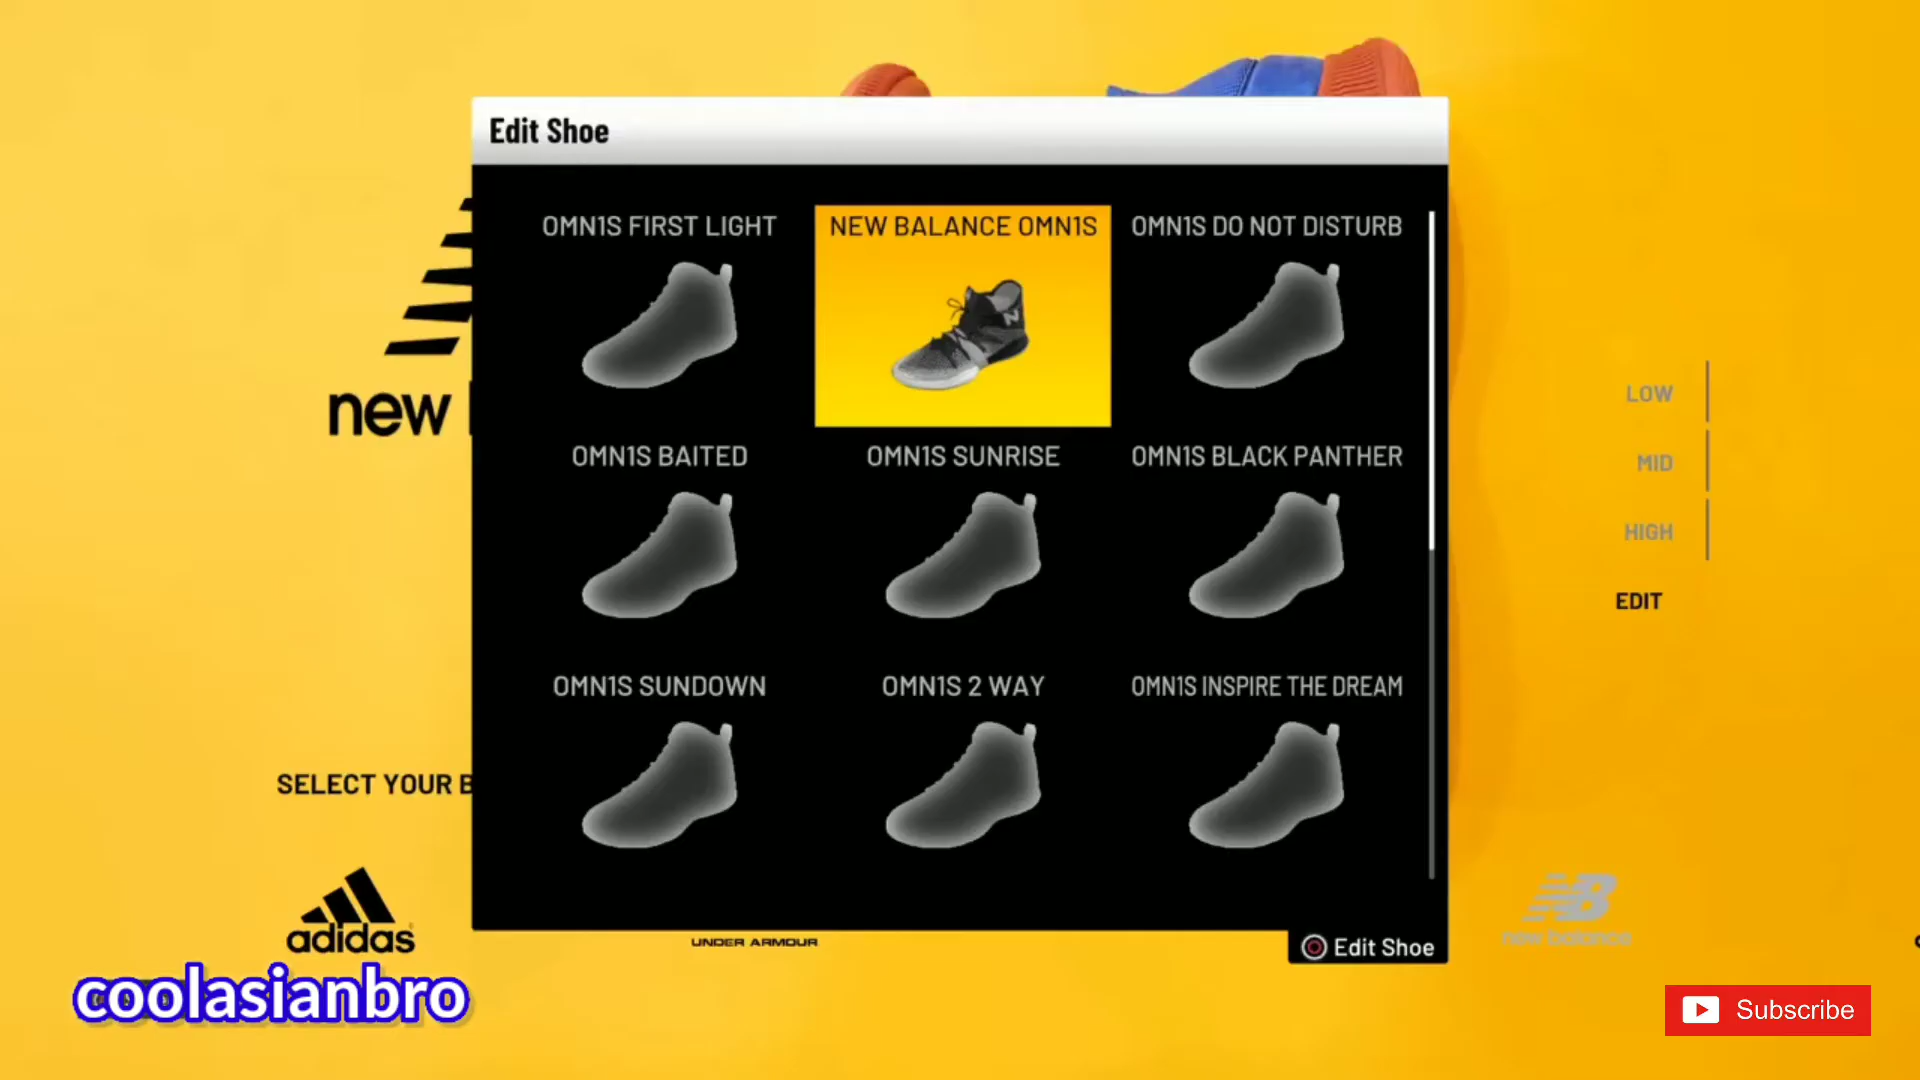 Edit Shoe
OMN1S FIRST LIGHT
NEW BALANCE OMN1S
OMN1S DO NOT DISTURB
OMN1S BAITED
OMN1S SUNRISE
OMN1S BLACK PANTHER
OMN1S SUNDOWN
OMN1S 2 WAY
OMN1S INSPIRE THE DREAM
new
LOW
MID
HIGH
EDIT
SELECT YOUR B
adidas
UNDER ARMOUR
new balance
Edit Shoe
coolasianbro
Subscribe